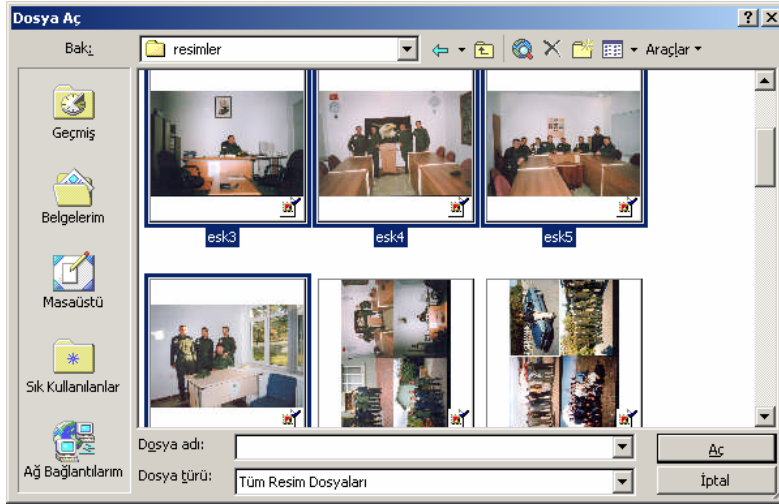 Dosya Aç
Bak:
resimler
Araçlar
Geçmiş
Belgelerim
Masaüstü
Sık Kullanılanlar
Ağ Bağlantılarım
esk3
esk4
esk5
Dosya adı:
Aç
Dosya türü:
Tüm Resim Dosyaları
İptal